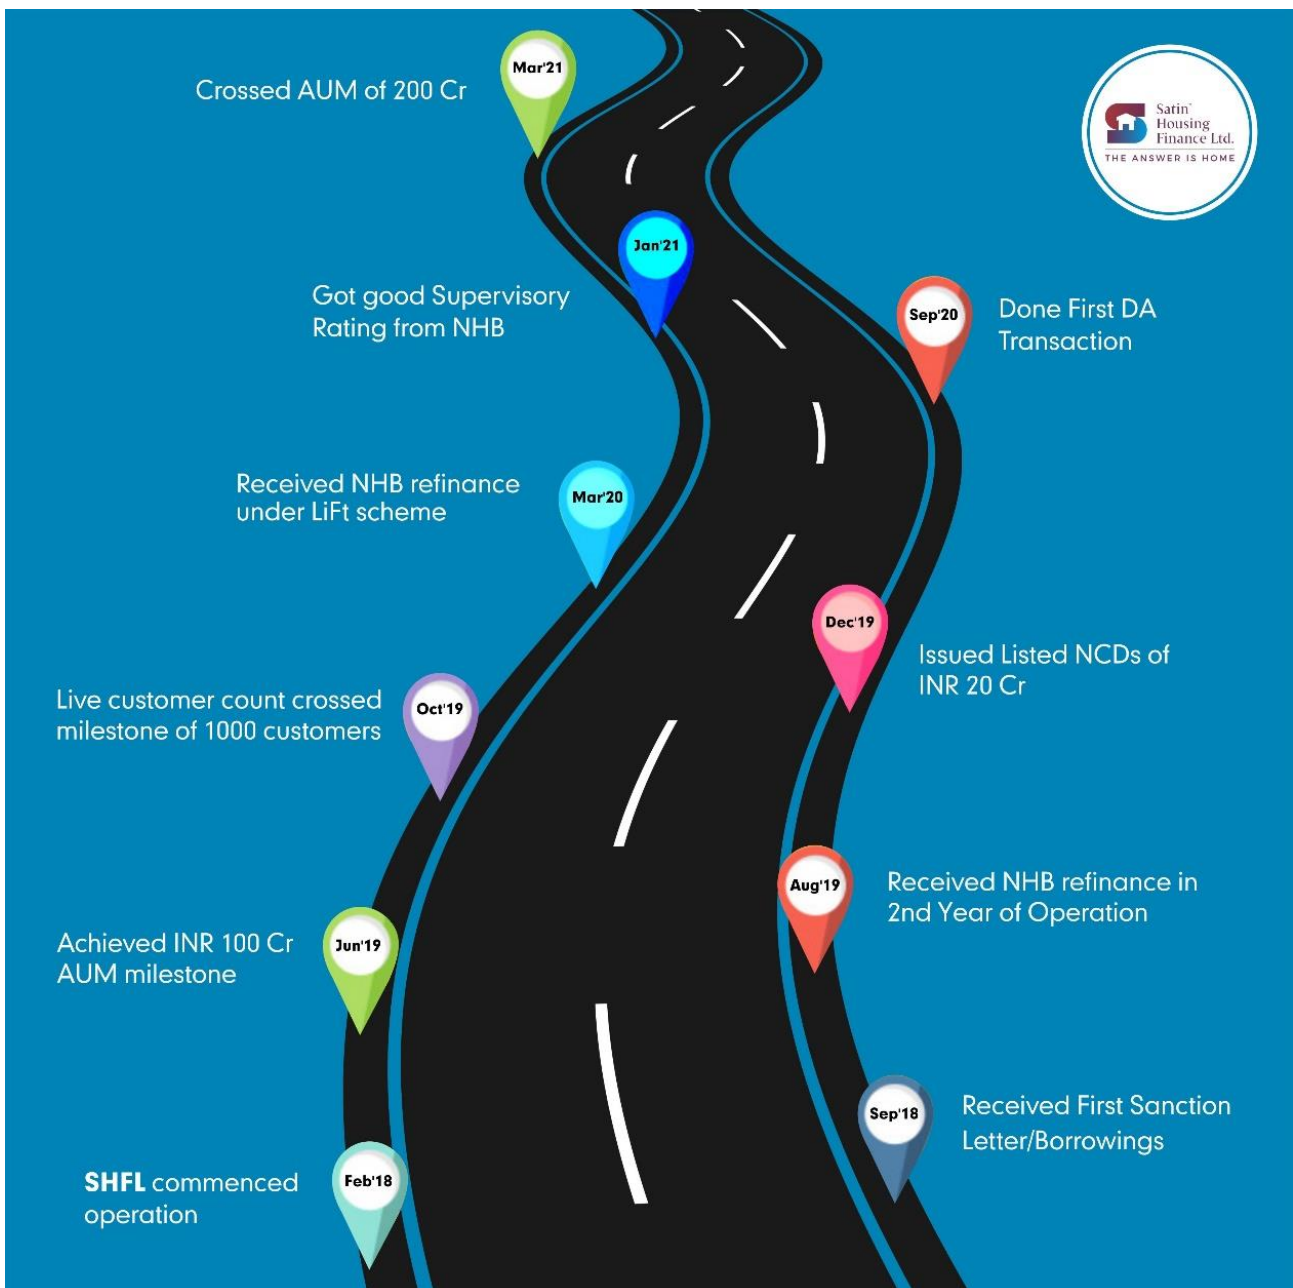 Mar'21
Crossed AUM of 200 Cr
Satin
Housing
Finance Ltd.
THE ANSWER IS HOME
Jan'21
Got good Supervisory
Rating from NHB
Sep'20
Done First DA
Transaction
Mar'20
Received NHB refinance
under LiFt scheme
Dec'19
Issued Listed NCDs of
INR 20 Cr
Oct'19
Live customer count crossed
milestone of 1000 customers
Aug'19
Received NHB refinance in
2nd Year of Operation
Jun'19
Achieved INR 100 Cr
AUM milestone
Sep'18
Received First Sanction
Letter/Borrowings
Feb'18
SHFL commenced
operation